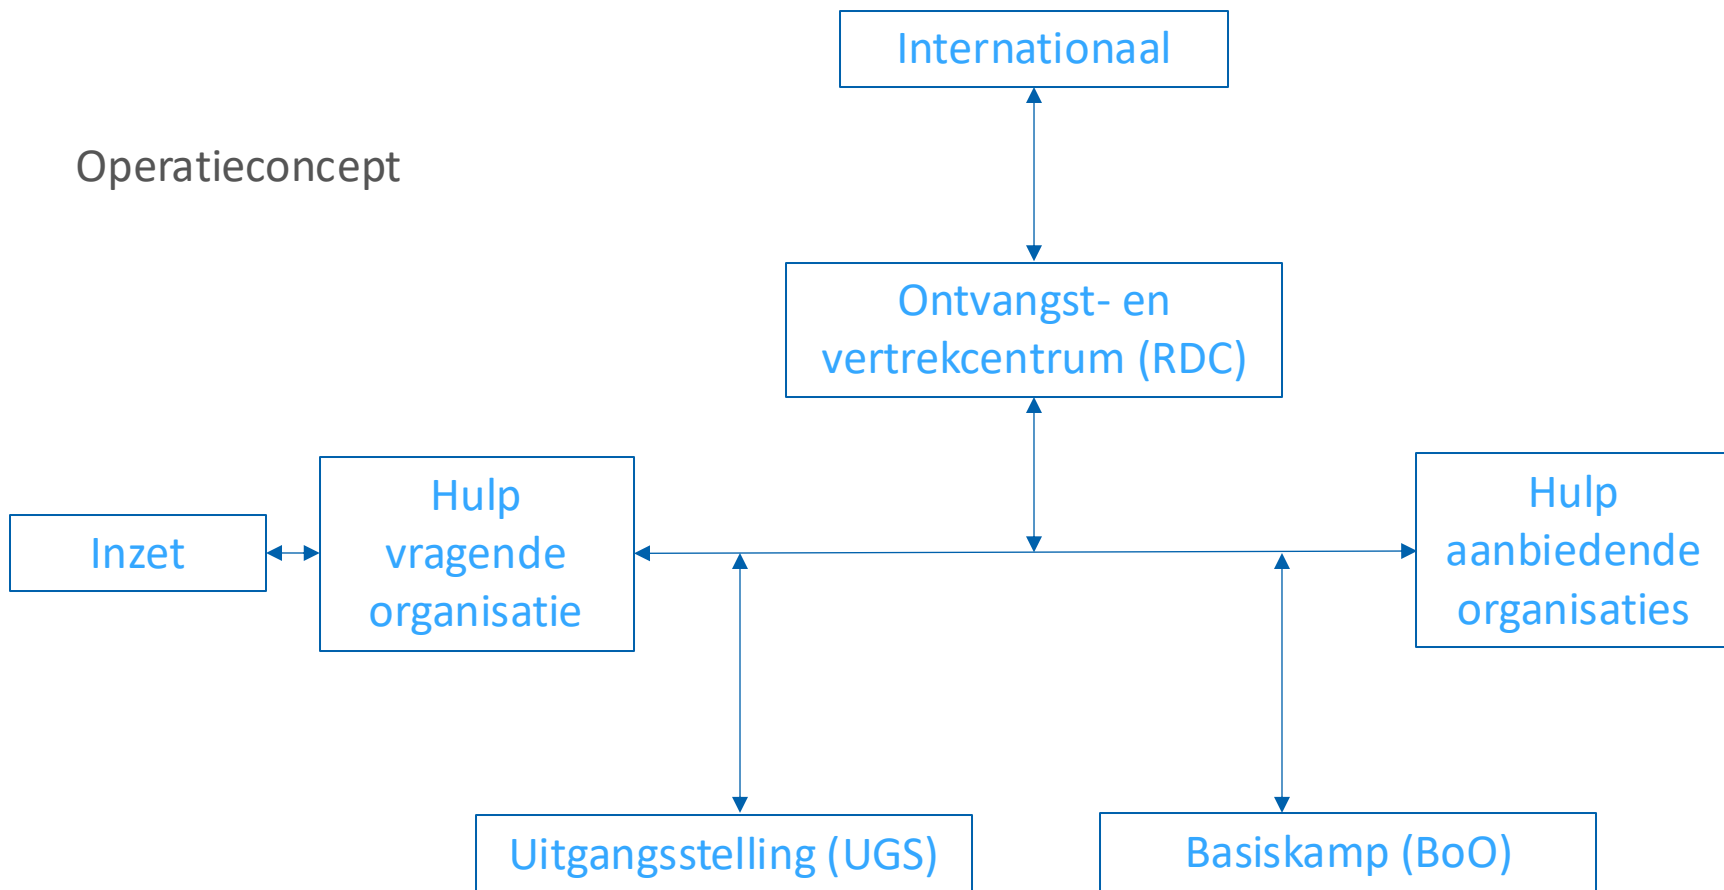 Internationaal
Operatieconcept
Ontvangst- en
vertrekcentrum (RDC)
Inzet
Hulp
vragende
organisatie
Hulp
aanbiedende
organisaties
Uitgangsstelling (UGS)
Basiskamp (BoO)